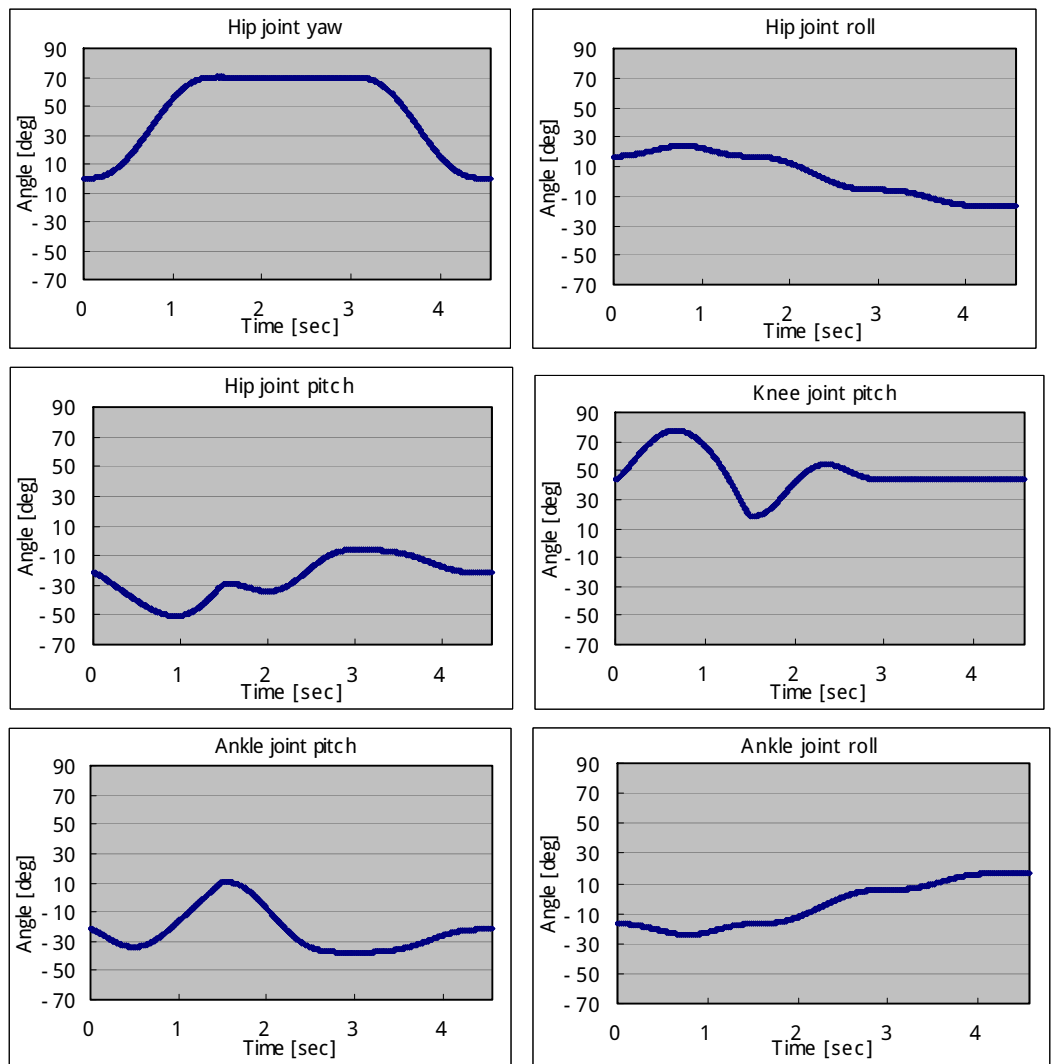 Hip joint yaw
Angle [deg]
90
70
50
30
10
- 10
- 30
- 50
- 70
0 1 2 3 4
Time [sec]
Hip joint roll
Angle [deg]
90
70
50
30
10
- 10
- 30
- 50
- 70
0 1 2 3 4
Time [sec]
Hip joint pitch
Angle [deg]
90
70
50
30
10
- 10
- 30
- 50
- 70
0 1 2 3 4
Time [sec]
Knee joint pitch
Angle [deg]
90
70
50
30
10
- 10
- 30
- 50
- 70
0 1 2 3 4
Time [sec]
Ankle joint pitch
Angle [deg]
90
70
50
30
10
- 10
- 30
- 50
- 70
0 1 2 3 4
Time [sec]
Ankle joint roll
Angle [deg]
90
70
50
30
10
- 10
- 30
- 50
- 70
0 1 2 3 4
Time [sec]